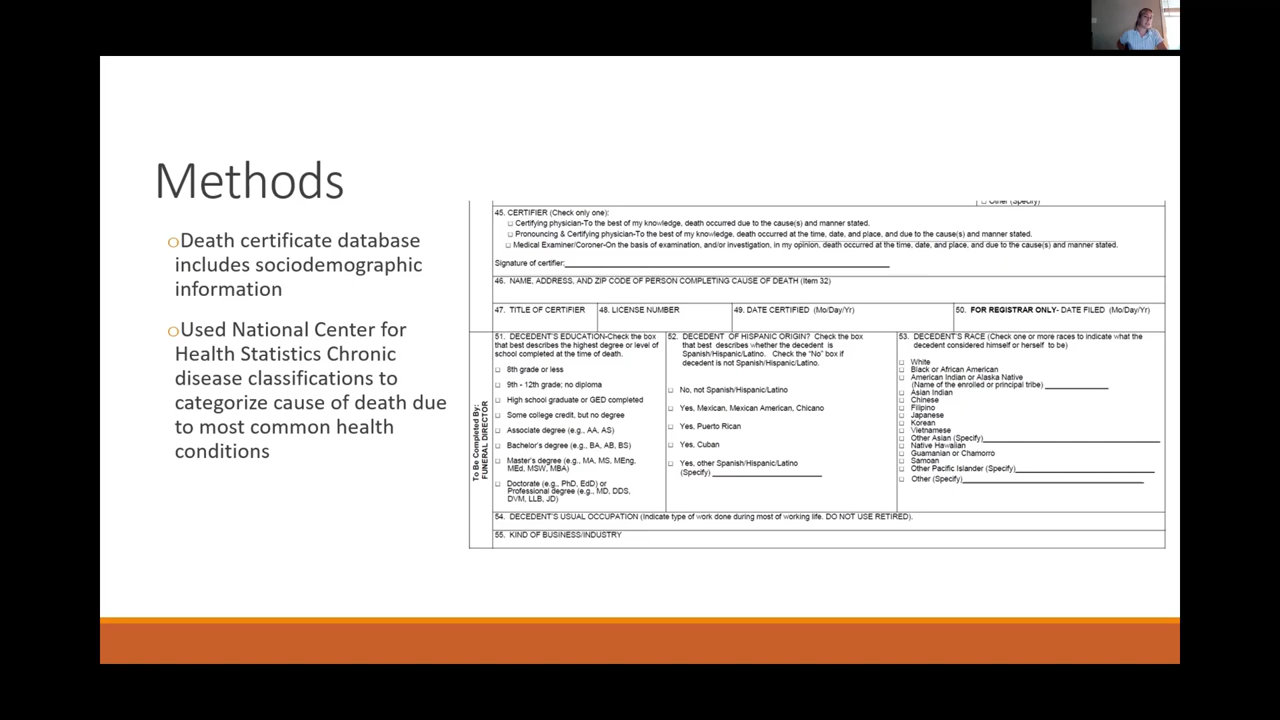 Methods
oDeath certificate database
includes sociodemographic
information
oUsed National Center for
Health Statistics Chronic
disease classifications to
categorize cause of death due
to most common health
conditions
□ Other (Specify)
45. CERTIFIER (Check only one):
□ Certifying physician-To the best of my knowledge, death occurred due to the cause(s) and manner stated.
□ Pronouncing & Certifying physician-To the best of my knowledge, death occurred at the time, date, and place, and due to the cause(s) and manner stated.
□ Medical Examiner/Coroner-On the basis of examination, and/or investigation, in my opinion, death occurred at the time, date, and place, and due to the cause(s) and manner stated.
Signature of certifier:
46. NAME, ADDRESS, AND ZIP CODE OF PERSON COMPLETING CAUSE OF DEATH (Item 32)
47. TITLE OF CERTIFIER
48. LICENSE NUMBER
49. DATE CERTIFIED (Mo/Day/Yr)
50. FOR REGISTRAR ONLY- DATE FILED (Mo/Day/Yr)
To Be Completed By:
FUNERAL DIRECTOR
51. DECEDENT'S EDUCATION-Check the box
that best describes the highest degree or level of
school completed at the time of death.
□ 8th grade or less
□ 9th - 12th grade; no diploma
□ High school graduate or GED completed
□ Some college credit, but no degree
□ Associate degree (e.g., AA, AS)
□ Bachelor's degree (e.g., BA, AB, BS)
□ Master's degree (e.g., MA, MS, MEng,
MEd, MSW, MBA)
□ Doctorate (e.g., PhD, EdD) or
Professional degree (e.g., MD, DDS,
DVM, LLB, JD)
52. DECEDENT OF HISPANIC ORIGIN? Check the box
that best describes whether the decedent is
Spanish/Hispanic/Latino. Check the "No" box if
decedent is not Spanish/Hispanic/Latino.
□ No, not Spanish/Hispanic/Latino
□ Yes, Mexican, Mexican American, Chicano
□ Yes, Puerto Rican
□ Yes, Cuban
□ Yes, other Spanish/Hispanic/Latino
(Specify)
53. DECEDENT'S RACE (Check one or more races to indicate what the
decedent considered himself or herself to be)
□ White
□ Black or African American
□ American Indian or Alaska Native
(Name of the enrolled or principal tribe)
□ Asian Indian
□ Chinese
□ Filipino
□ Japanese
□ Korean
□ Vietnamese
□ Other Asian (Specify)
□ Native Hawaiian
□ Guamanian or Chamorro
□ Samoan
□ Other Pacific Islander (Specify)
□ Other (Specify)
54. DECEDENT'S USUAL OCCUPATION (Indicate type of work done during most of working life. DO NOT USE RETIRED).
55. KIND OF BUSINESS/INDUSTRY